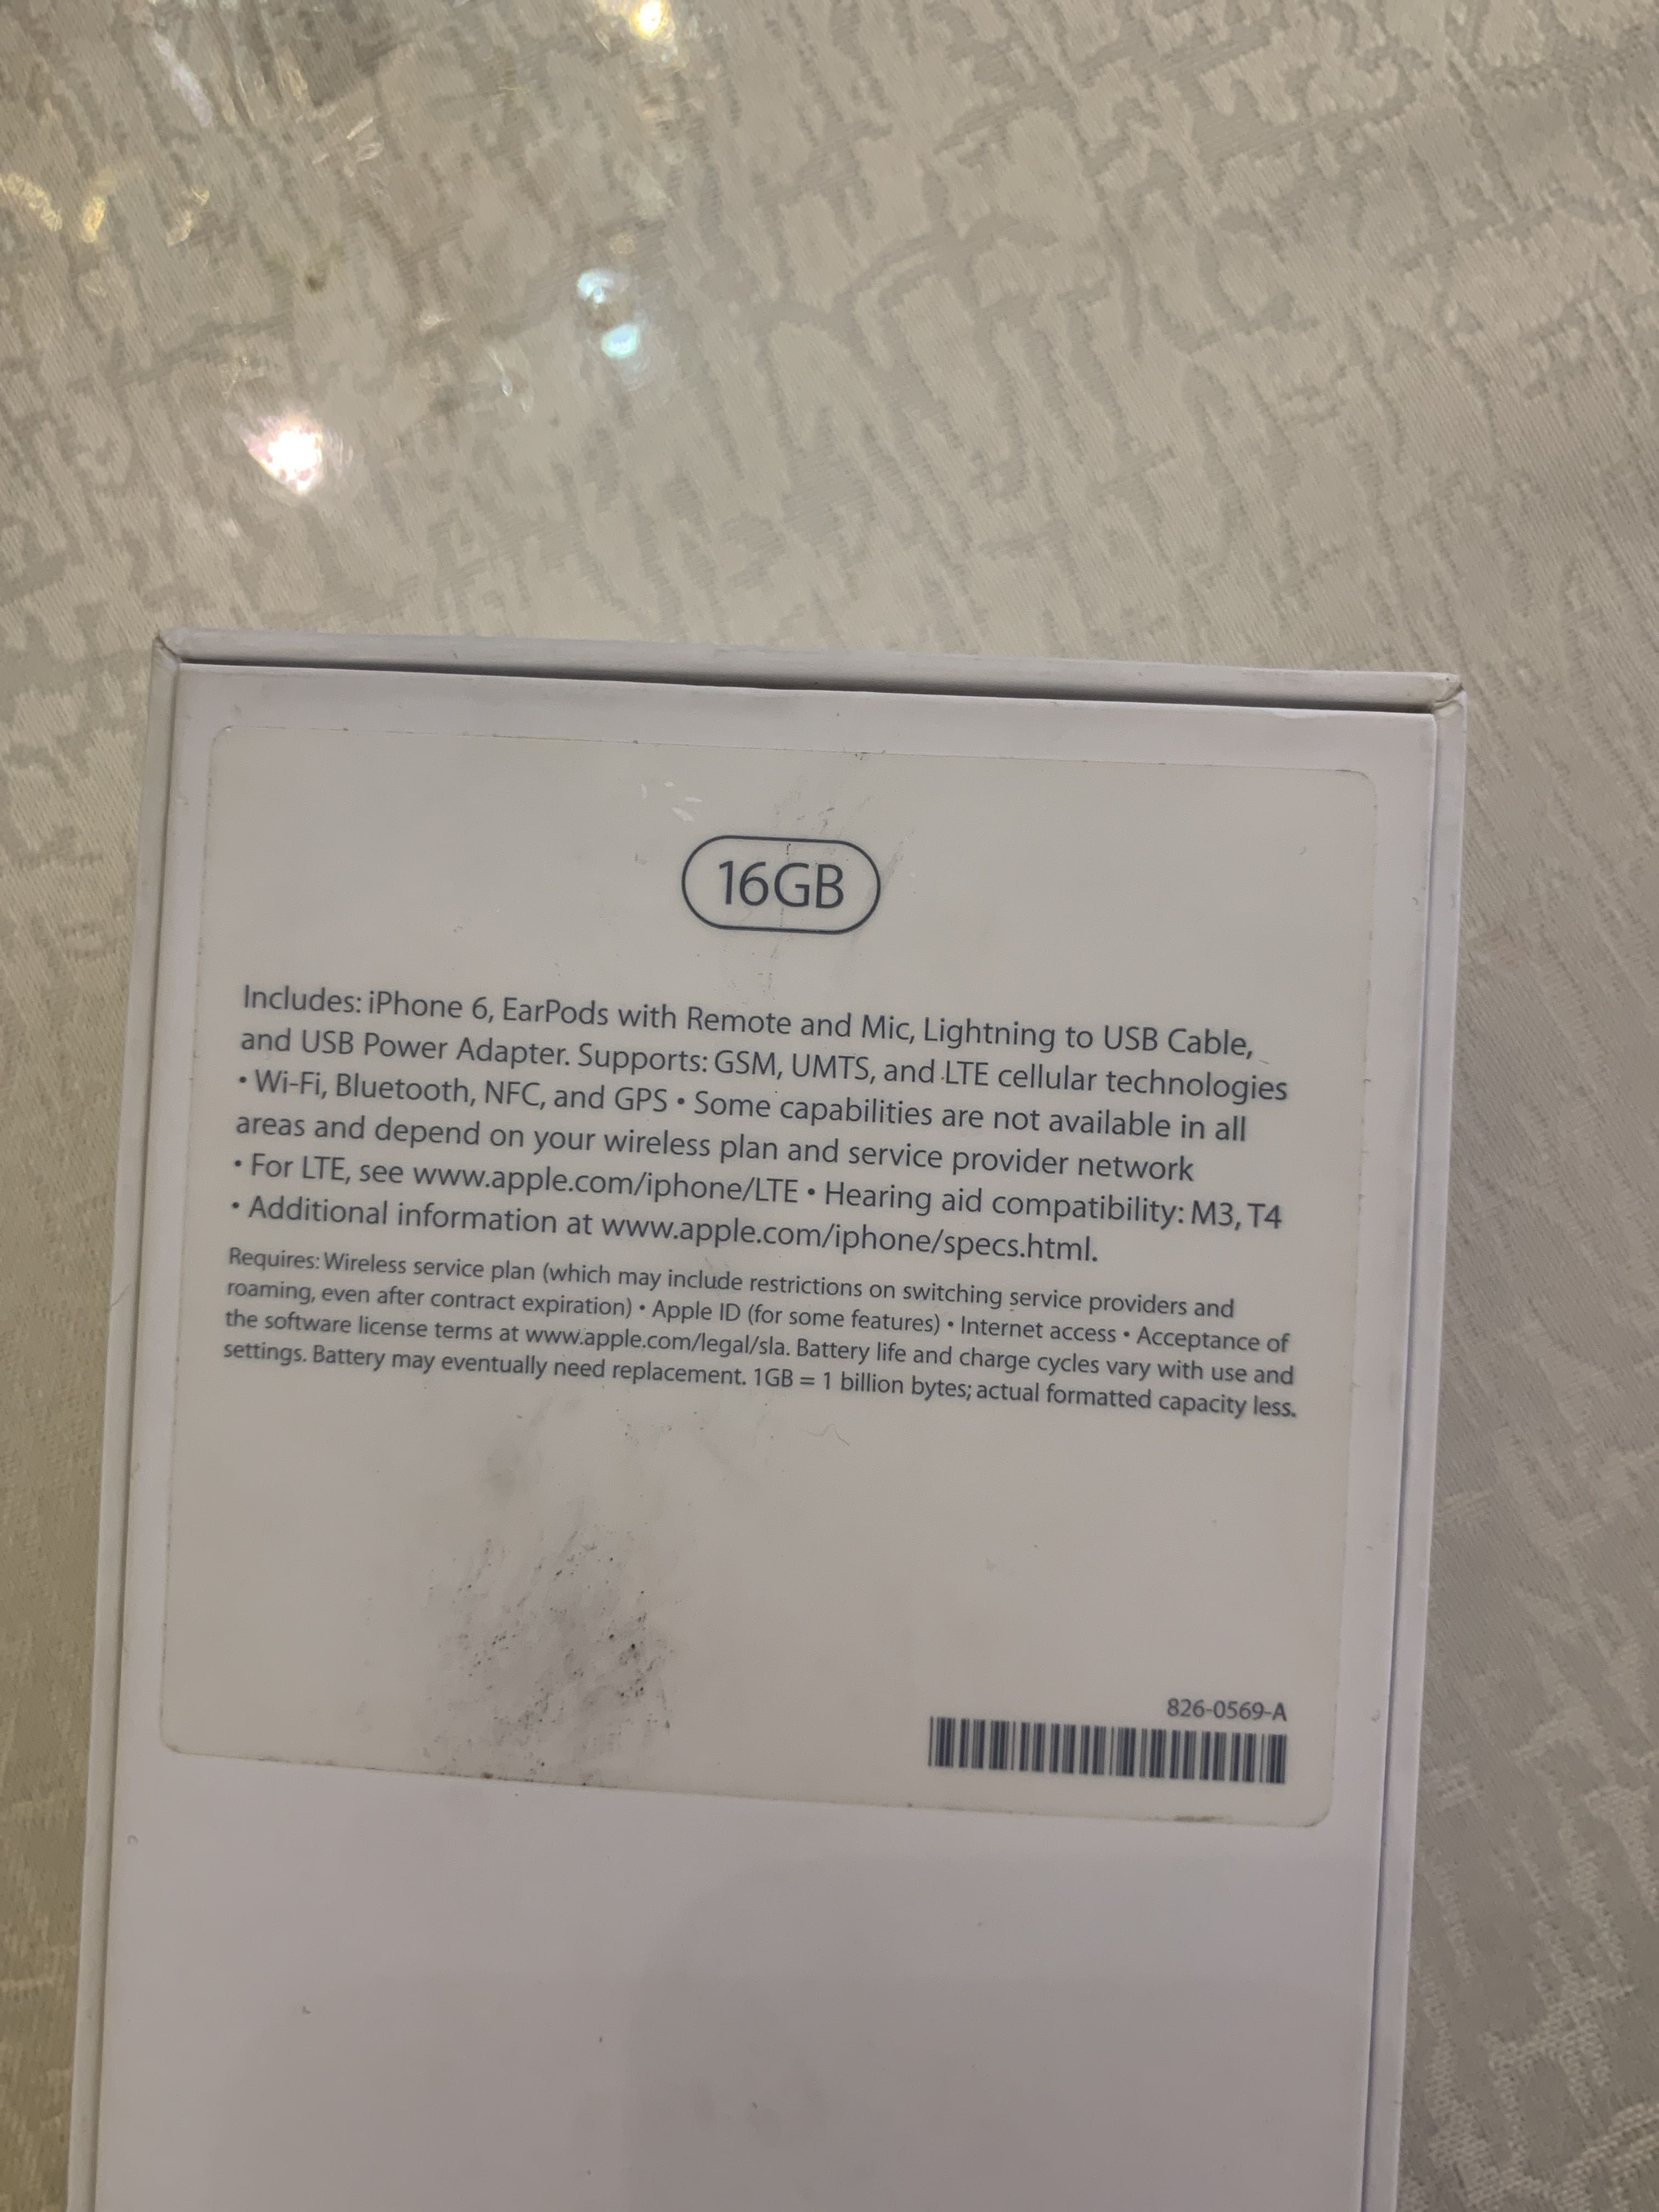 16GB
Includes: iPhone 6, EarPods with Remote and Mic, Lightning to USB Cable,
and USB Power Adapter. Supports: GSM, UMTS, and LTE cellular technologies
• Wi-Fi, Bluetooth, NFC, and GPS • Some capabilities are not available in all
areas and depend on your wireless plan and service provider network
• For LTE, see www.apple.com/iphone/LTE • Hearing aid compatibility: M3, T4
• Additional information at www.apple.com/iphone/specs.html.
Requires: Wireless service plan (which may include restrictions on switching service providers and
roaming, even after contract expiration) • Apple ID (for some features) • Internet access • Acceptance of
the software license terms at www.apple.com/legal/sla. Battery life and charge cycles vary with use and
settings. Battery may eventually need replacement. 1GB = 1 billion bytes; actual formatted capacity less.
826-0569-A